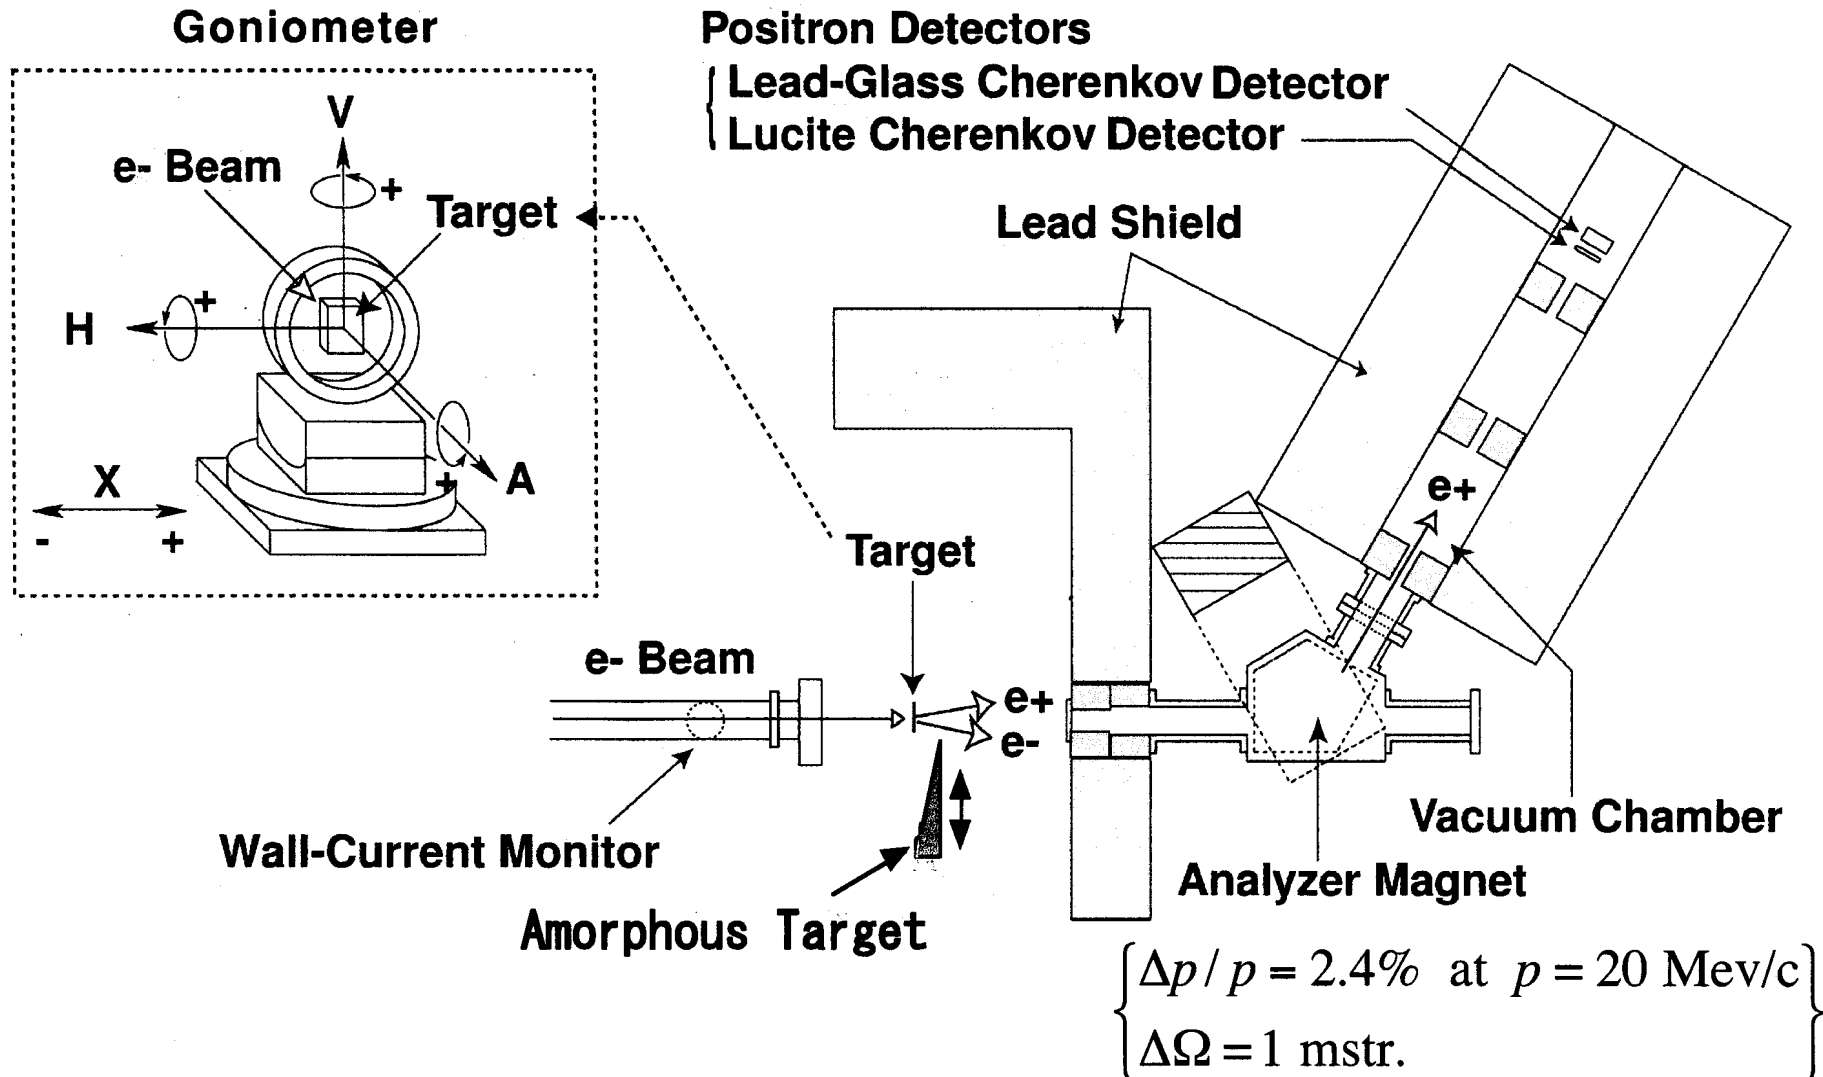 Goniometer
V
e- Beam
+
Target
H
+
A
+
X
-
+
Positron Detectors
Lead-Glass Cherenkov Detector
Lucite Cherenkov Detector
Lead Shield
e+
Target
e- Beam
e+
e-
Wall-Current Monitor
Amorphous Target
Vacuum Chamber
Analyzer Magnet
Δp / p = 2.4% at p = 20 Mev/c
ΔΩ = 1 mstr.